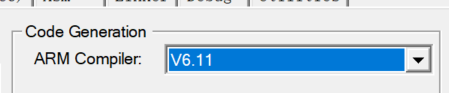 Code Generation
ARM Compiler: V6.11